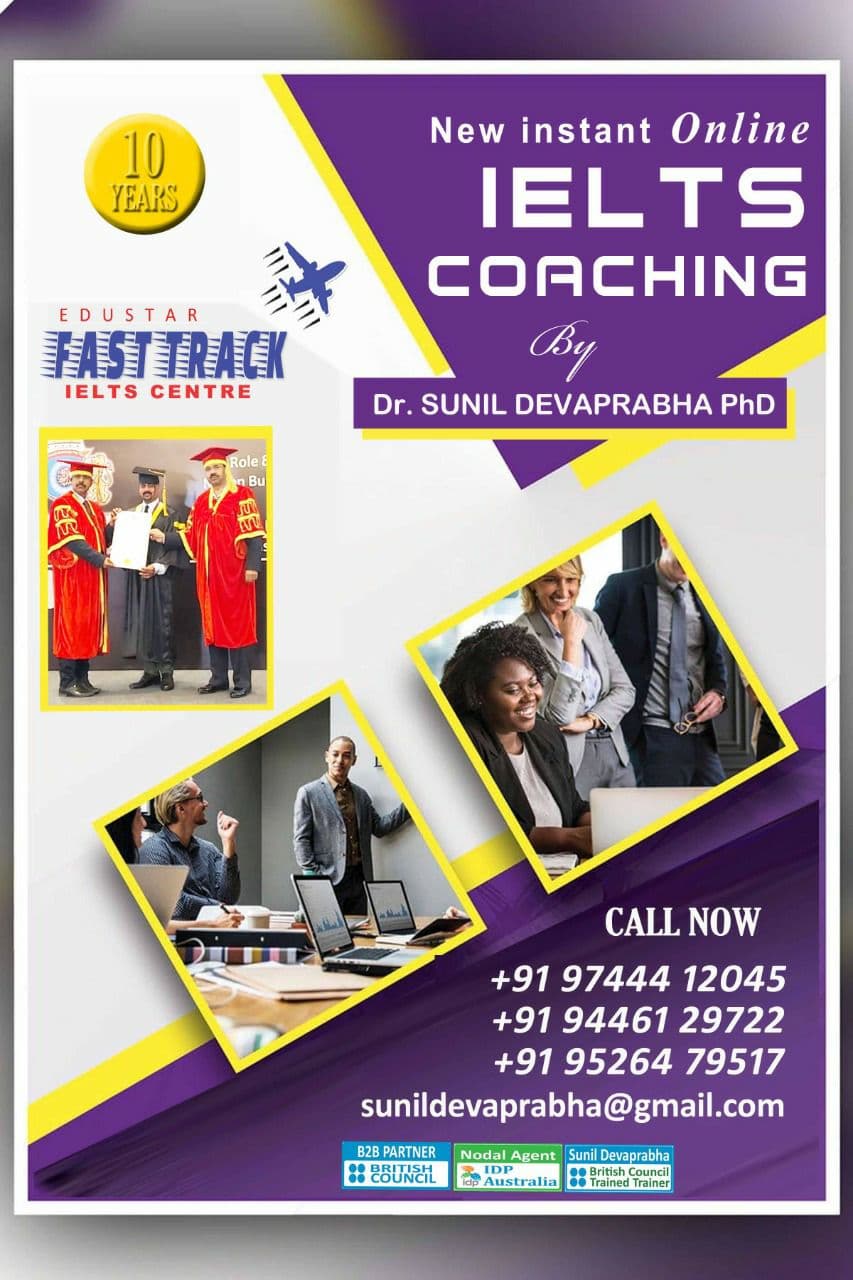 10
YEARS
New instant Online
IELTS
COACHING
By
Dr. SUNIL DEVAPRABHA PhD
EDUSTAR
FAST TRACK
IELTS CENTRE
Role &
CALL NOW
+91 97444 12045
+91 94461 29722
+91 95264 79517
sunildevaprabha@gmail.com
B2B PARTNER
BRITISH
COUNCIL
Nodal Agent
idp IDP
Australia
Sunil Devaprabha
British Council
Trained Trainer